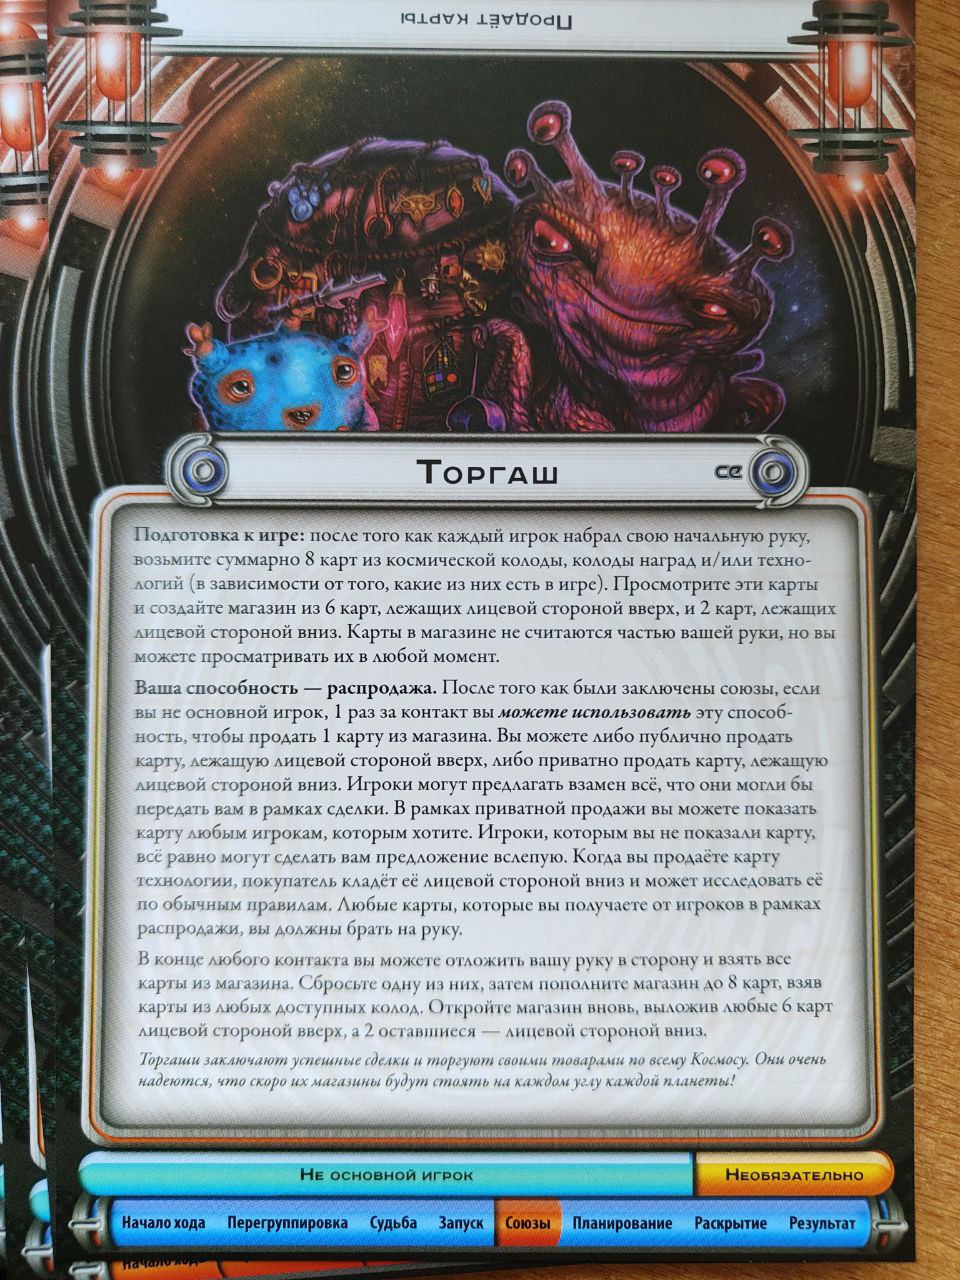 Продаёт карты
Торгаш
се
Подготовка к игре: после того как каждый игрок набрал свою начальную руку,
возьмите суммарно 8 карт из космической колоды, колоды наград и/или техно-
логий (в зависимости от того, какие из них есть в игре). Просмотрите эти карты
и создайте магазин из 6 карт, лежащих лицевой стороной вверх, и 2 карт, лежащих
лицевой стороной вниз. Карты в магазине не считаются частью вашей руки, но вы
можете просматривать их в любой момент.
Ваша способность — распродажа. После того как были заключены союзы, если
вы не основной игрок, 1 раз за контакт вы можете использовать эту способ-
ность, чтобы продать 1 карту из магазина. Вы можете либо публично продать
карту, лежащую лицевой стороной вверх, либо приватно продать карту, лежащую
лицевой стороной вниз. Игроки могут предлагать взамен всё, что они могли бы
передать вам в рамках сделки. В рамках приватной продажи вы можете показать
карту любым игрокам, которым хотите. Игроки, которым вы не показали карту,
всё равно могут сделать вам предложение вслепую. Когда вы продаёте карту
технологии, покупатель кладёт её лицевой стороной вниз и может исследовать её
по обычным правилам. Любые карты, которые вы получаете от игроков в рамках
распродажи, вы должны брать на руку.
В конце любого контакта вы можете отложить вашу руку в сторону и взять все
карты из магазина. Сбросьте одну из них, затем пополните магазин до 8 карт, взяв
карты из любых доступных колод. Откройте магазин вновь, выложив любые 6 карт
лицевой стороной вверх, а 2 оставшиеся — лицевой стороной вниз.
Торгаши заключают успешные сделки и торгуют своими товарами по всему Космосу. Они очень
надеются, что скоро их магазины будут стоять на каждом углу каждой планеты!
Не основной игрок Необязательно
Начало хода Перегруппировка Судьба Запуск Союзы Планирование Раскрытие Результат
Начало хода